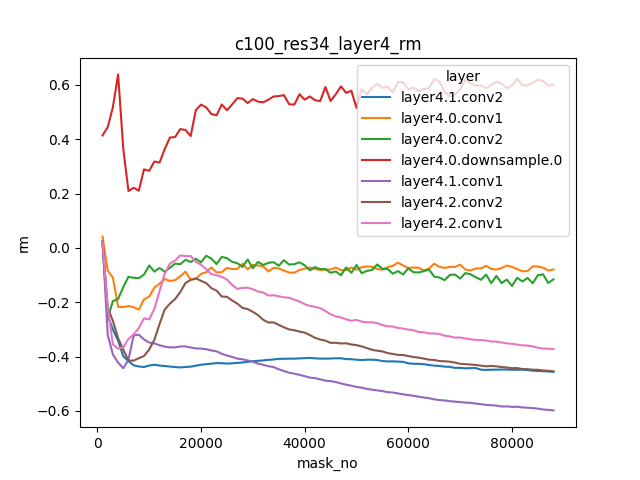 c100_res34_layer4_rm
layer
layer4.1.conv2
layer4.0.conv1
layer4.0.conv2
layer4.0.downsample.0
layer4.1.conv1
layer4.2.conv2
layer4.2.conv1
rm
0.6
0.4
0.2
0.0
−0.2
−0.4
−0.6
0 20000 40000 60000 80000
mask_no